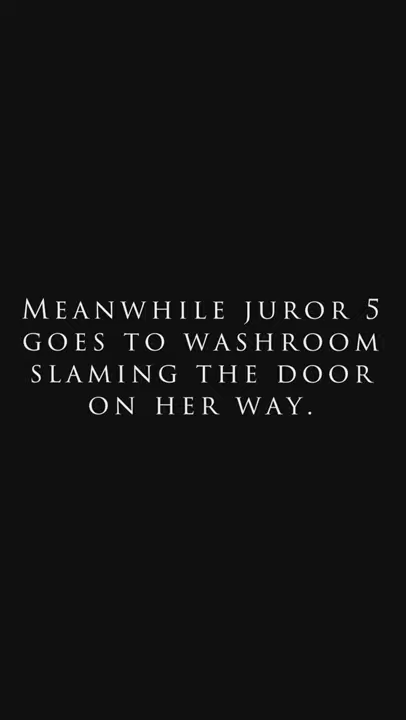 Meanwhile juror 5
goes to washroom
slaming the door
on her way.